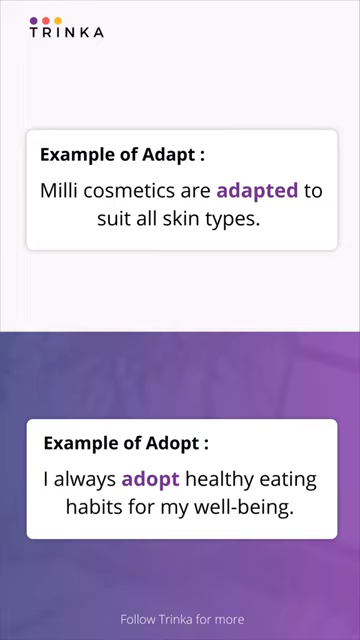 TRINKA
Example of Adapt :
Milli cosmetics are adapted to
suit all skin types.
Example of Adopt :
I always adopt healthy eating
habits for my well-being.
Follow Trinka for more